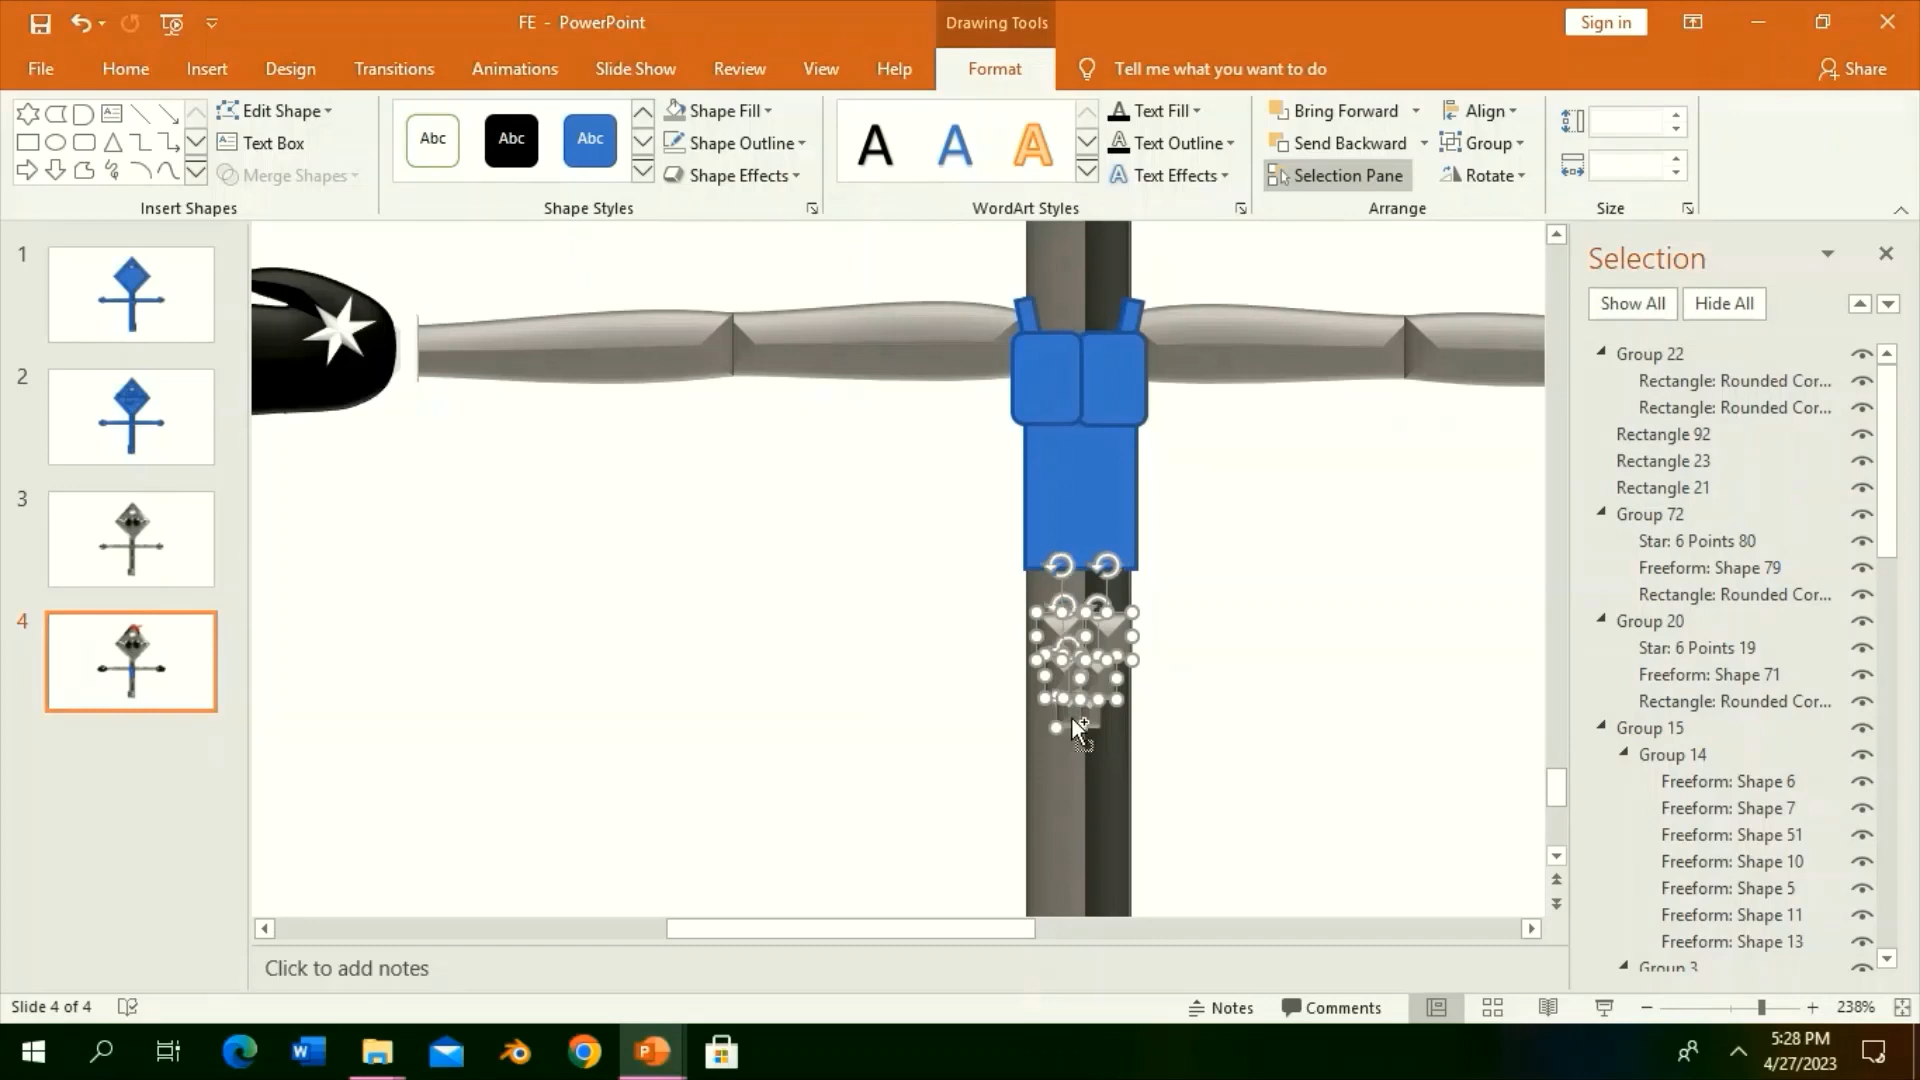 FE - PowerPoint
Drawing Tools
Sign in
File
Home
Insert
Design
Transitions
Animations
Slide Show
Review
View
Help
Format
Tell me what you want to do
Share
Edit Shape
Text Box
Merge Shapes
Insert Shapes
Abc
Abc
Abc
Shape Fill
Shape Outline
Shape Effects
Shape Styles
A
A
A
Text Fill
Text Outline
Text Effects
WordArt Styles
Bring Forward
Send Backward
Selection Pane
Align
Group
Rotate
Arrange
Size
1
2
3
4
Selection
Show All
Hide All
Group 22
Rectangle: Rounded Cor...
Rectangle: Rounded Cor...
Rectangle 92
Rectangle 23
Rectangle 21
Group 72
Star: 6 Points 80
Freeform: Shape 79
Rectangle: Rounded Cor...
Group 20
Star: 6 Points 19
Freeform: Shape 71
Rectangle: Rounded Cor...
Group 15
Group 14
Freeform: Shape 6
Freeform: Shape 7
Freeform: Shape 51
Freeform: Shape 10
Freeform: Shape 5
Freeform: Shape 11
Freeform: Shape 13
Group 3
Click to add notes
Slide 4 of 4
Notes
Comments
238%
5:28 PM
4/27/2023